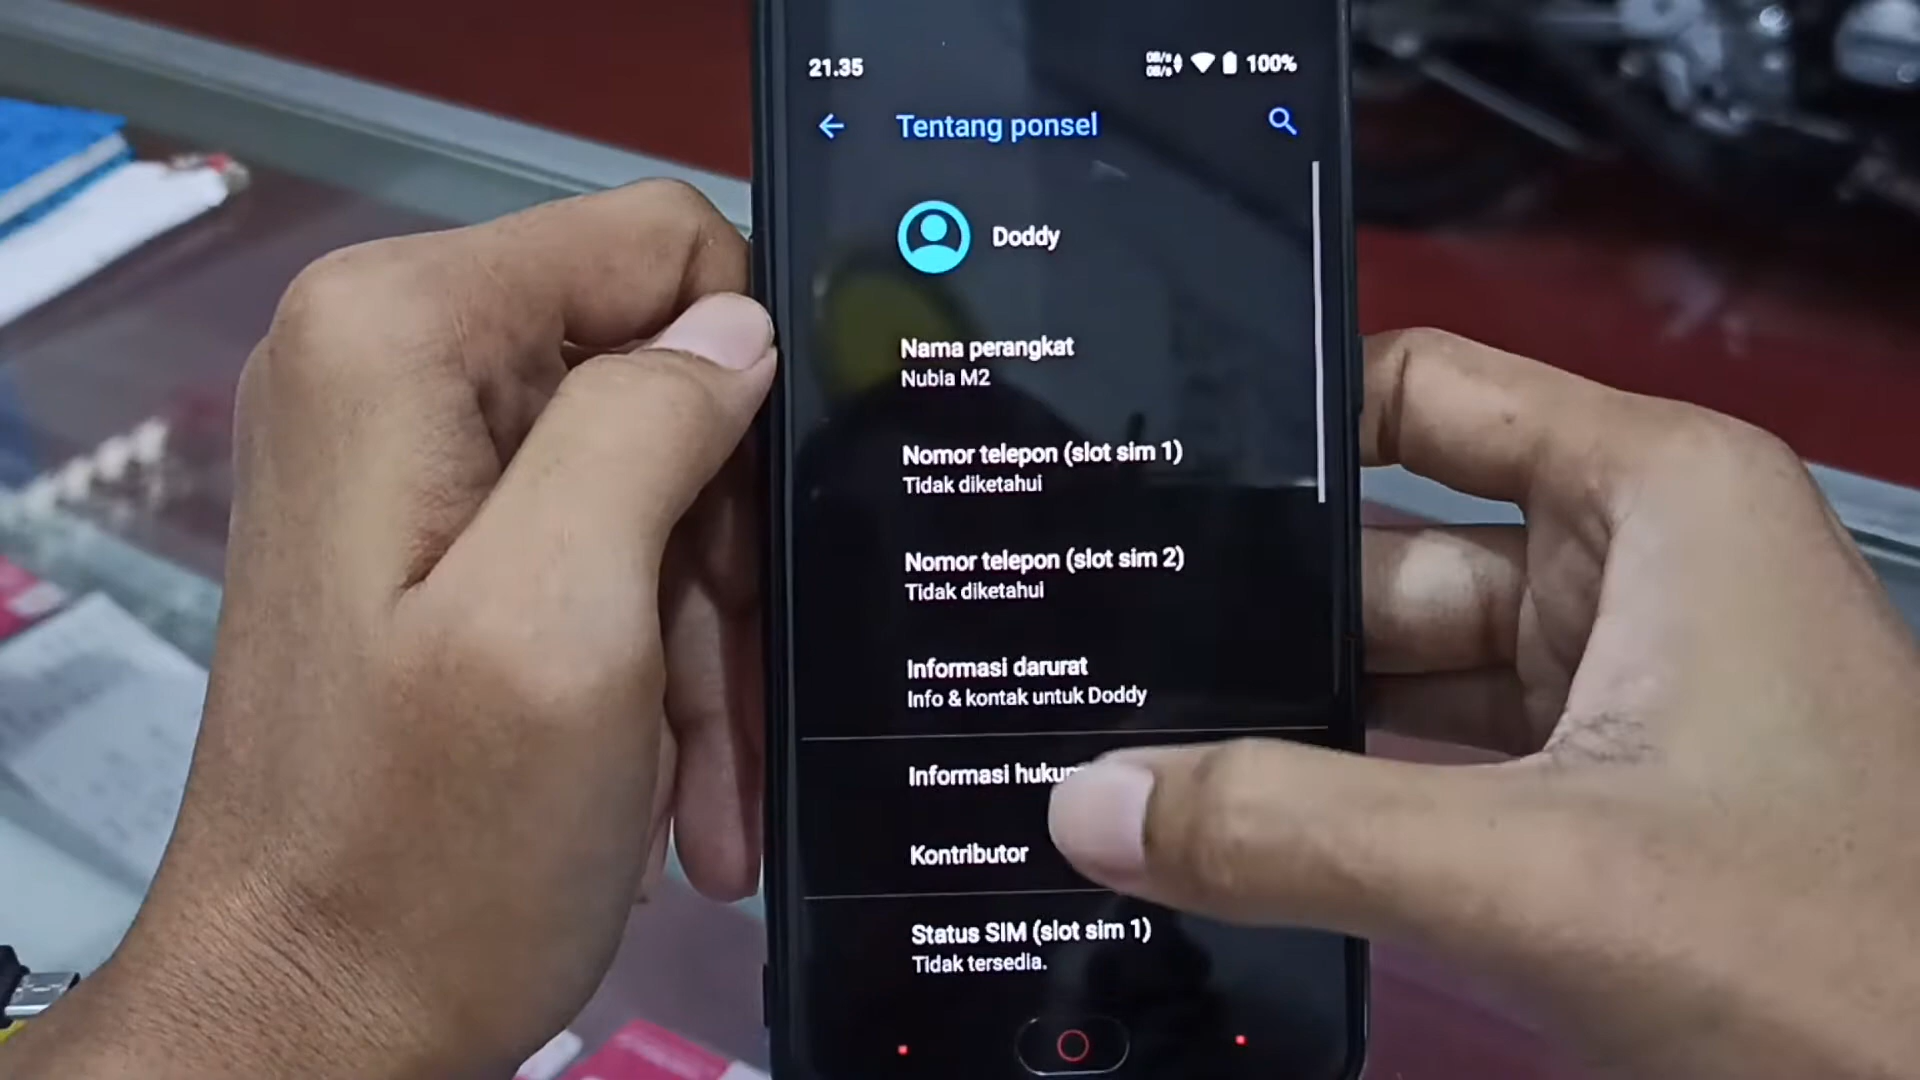 21.35
0B/s
0B/s
100%
Tentang ponsel
Doddy
Nama perangkat
Nubia M2
Nomor telepon (slot sim 1)
Tidak diketahui
Nomor telepon (slot sim 2)
Tidak diketahui
Informasi darurat
Info & kontak untuk Doddy
Informasi
Kontributor
Status SIM (slot sim 1)
Tidak tersedia.